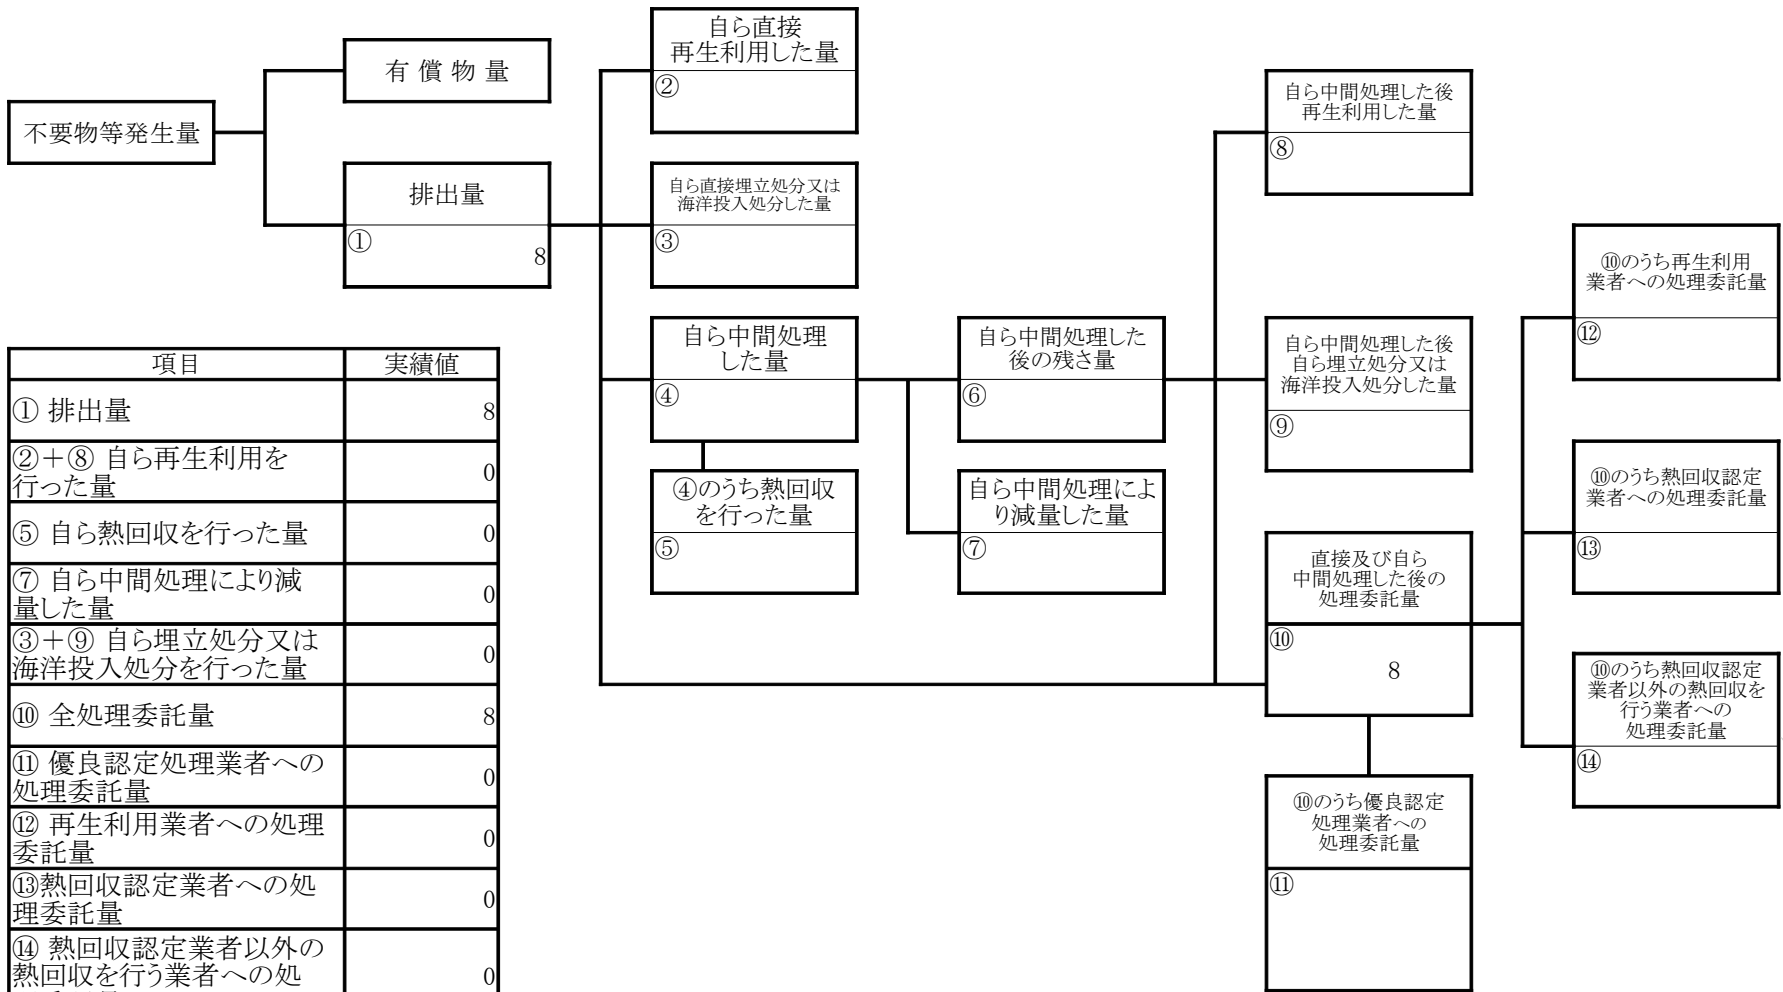 不要物等発生量
有 償 物 量
排出量
①
8
自ら直接
再生利用した量
②
自ら直接埋立処分又は
海洋投入処分した量
③
自ら中間処理
した量
④
④のうち熱回収
を行った量
⑤
自ら中間処理した
後の残さ量
⑥
自ら中間処理によ
り減量した量
⑦
自ら中間処理した後
再生利用した量
⑧
自ら中間処理した後
自ら埋立処分又は
海洋投入処分した量
⑨
直接及び自ら
中間処理した後の
処理委託量
⑩
8
⑩のうち優良認定
処理業者への
処理委託量
⑪
⑩のうち再生利用
業者への処理委託量
⑫
⑩のうち熱回収認定
業者への処理委託量
⑬
⑩のうち熱回収認定
業者以外の熱回収を
行う業者への
処理委託量
⑭
項目 実績値
① 排出量 8
②＋⑧ 自ら再生利用を
行った量 0
⑤ 自ら熱回収を行った量 0
⑦ 自ら中間処理により減
量した量 0
③＋⑨ 自ら埋立処分又は
海洋投入処分を行った量 0
⑩ 全処理委託量 8
⑪ 優良認定処理業者への
処理委託量 0
⑫ 再生利用業者への処理
委託量 0
⑬熱回収認定業者への処
理委託量 0
⑭ 熱回収認定業者以外の
熱回収を行う業者への処 0